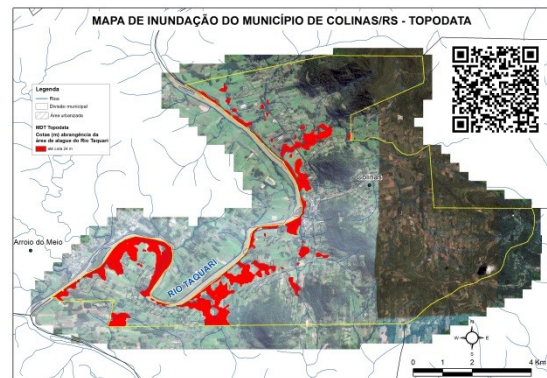 MAPA DE INUNDAÇÃO DO MUNICÍPIO DE COLINAS/RS - TOPODATA
Legenda
Rios
Divisão municipal
Área urbanizada
MDT Topodata
Cotas (m) abrangência da
área de alague do Rio Taquari
Colinas
Arroio do Meio
RIO TAQUARI
N
W
E
S
0 1 2 4 Km